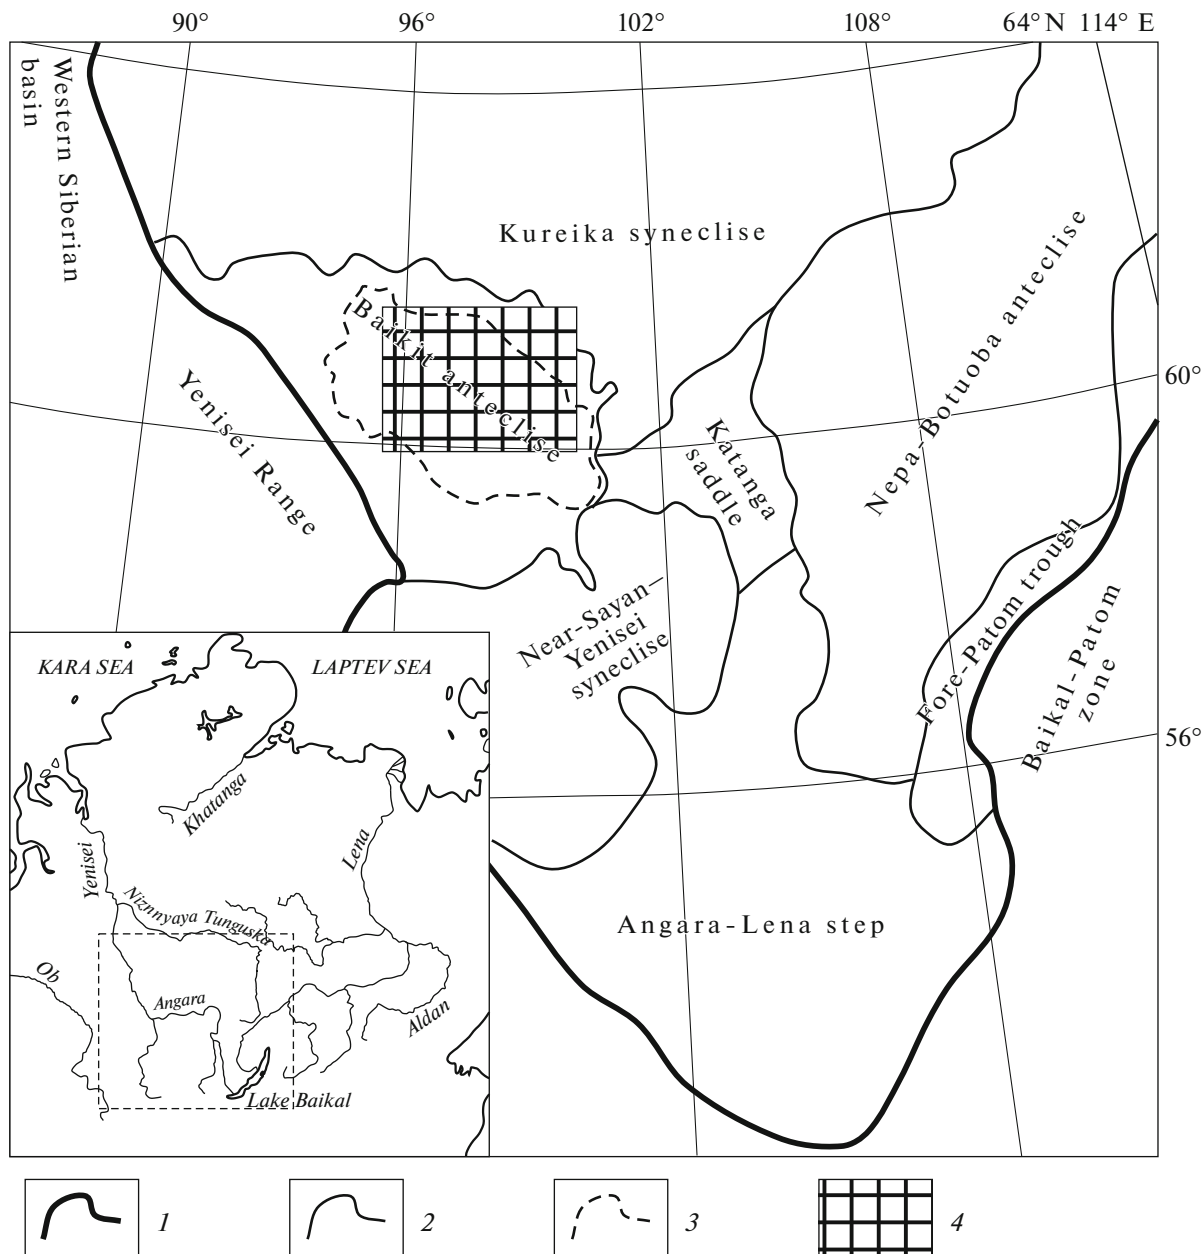 90° 96° 102° 108° 64° N 114° E
Western Siberian
basin
Kureika syneclise
Baikit anteclise
Yenisei Range
Katanga
saddle
Nepa-Botuoba anteclise
60°
Near-Sayan–
Yenisei
syneclise
Fore-Patom trough
Baikal-Patom
zone
56°
Angara-Lena step
KARA SEA
LAPTEV SEA
Khatanga
Lena
Yenisei
Niznnyaya Tunguska
Ob
Angara
Aldan
Lake Baikal
1 2 3 4